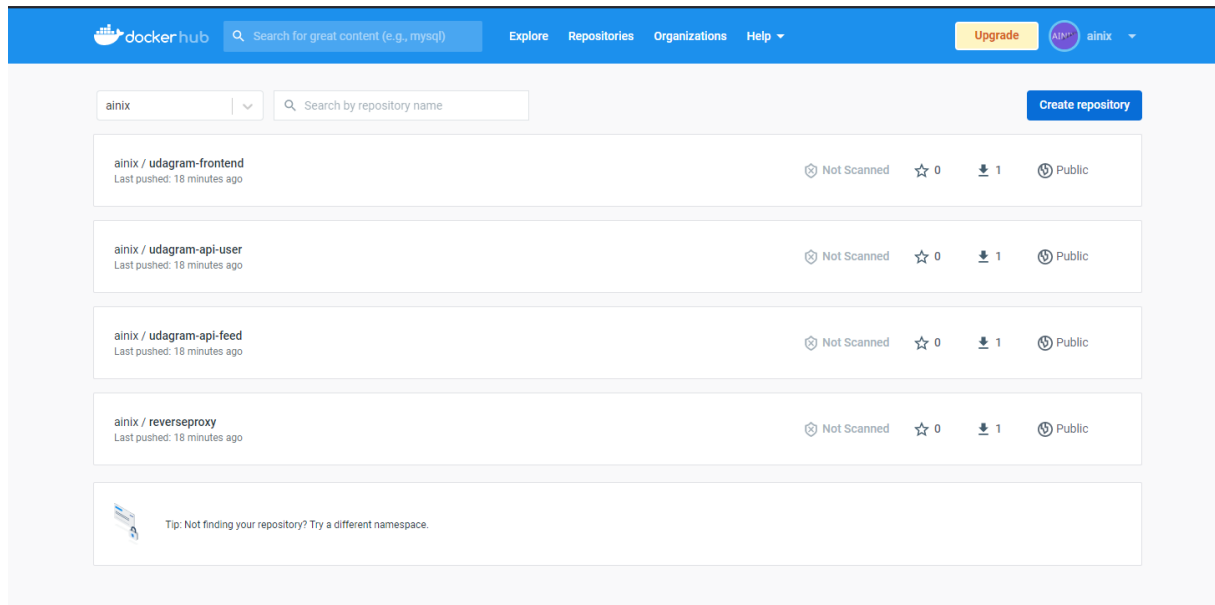 dockerhub Search for great content (e.g., mysql) Explore Repositories Organizations Help Upgrade AINIX ainix
ainix Search by repository name Create repository
ainix / udagram-frontend
Last pushed: 18 minutes ago
Not Scanned 0 1 Public
ainix / udagram-api-user
Last pushed: 18 minutes ago
Not Scanned 0 1 Public
ainix / udagram-api-feed
Last pushed: 18 minutes ago
Not Scanned 0 1 Public
ainix / reverseproxy
Last pushed: 18 minutes ago
Not Scanned 0 1 Public
Tip: Not finding your repository? Try a different namespace.